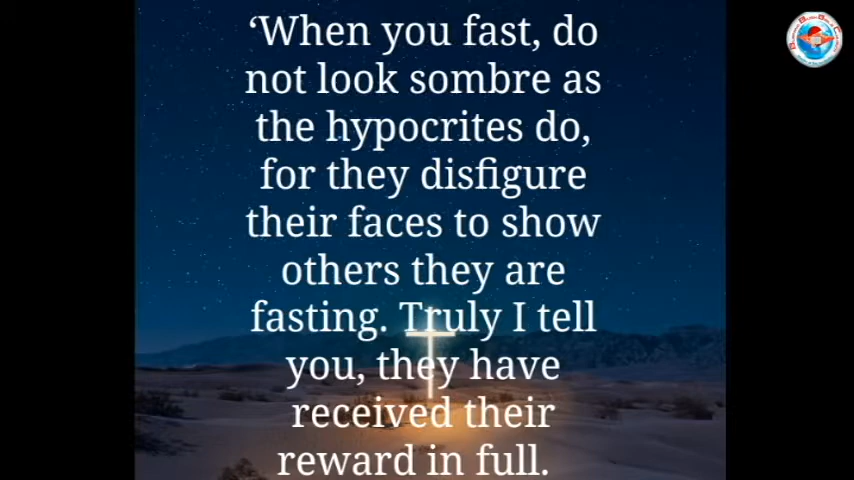 ‘When you fast, do
not look sombre as
the hypocrites do,
for they disfigure
their faces to show
others they are
fasting. Truly I tell
you, they have
received their
reward in full.